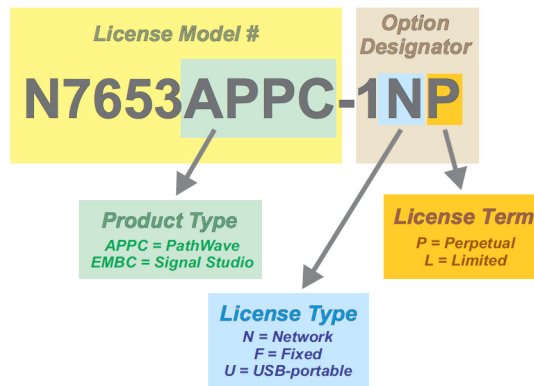 License Model #
Option
Designator
N7653APPC-1NP
Product Type
APPC = PathWave
EMBC = Signal Studio
License Term
P = Perpetual
L = Limited
License Type
N = Network
F = Fixed
U = USB-portable